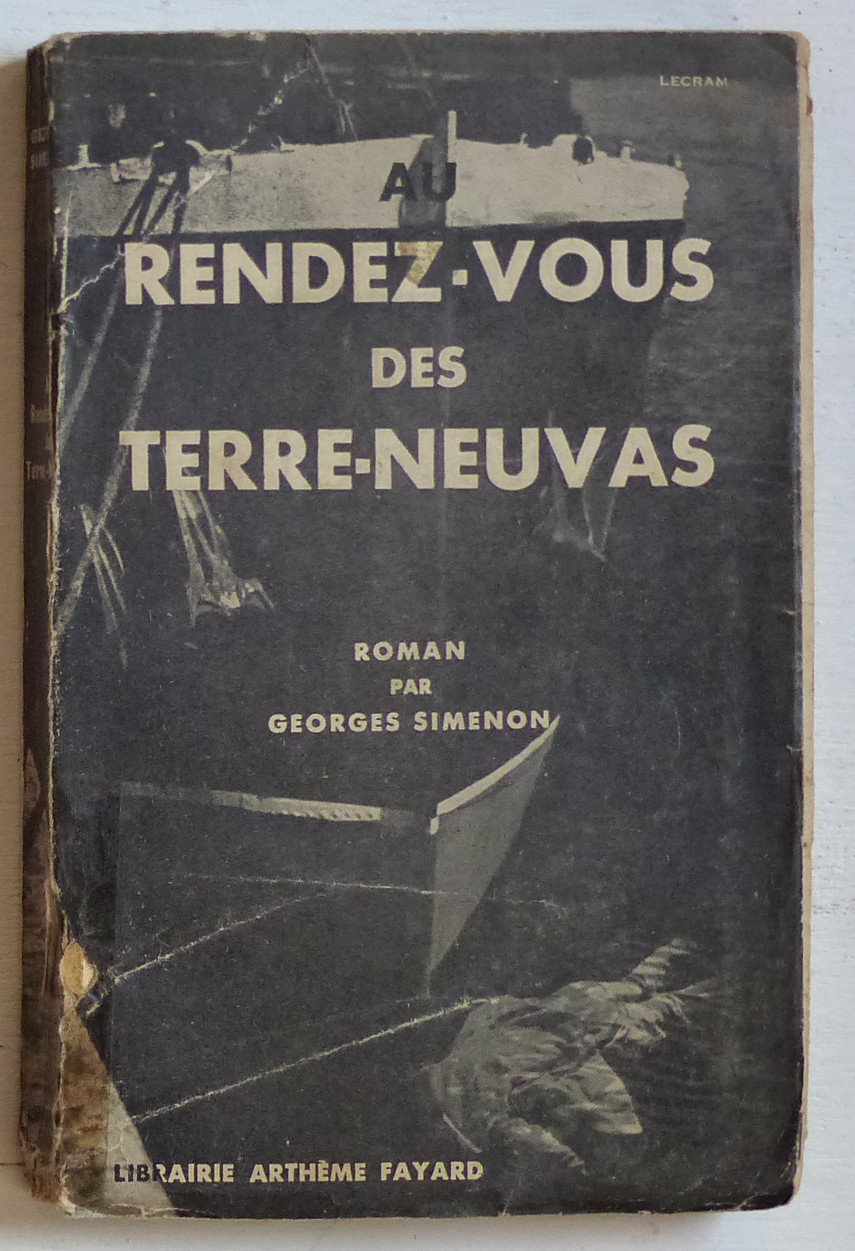 LECRAM
AU
RENDEZ-VOUS
DES
TERRE-NEUVAS
ROMAN
PAR
GEORGES SIMENON
LIBRAIRIE ARTHÈME FAYARD